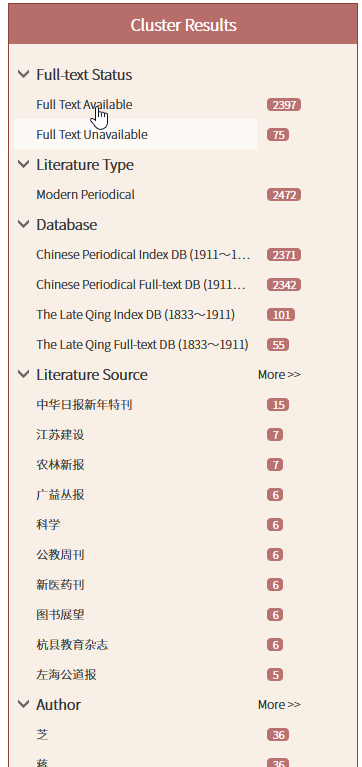 Cluster Results
Full-text Status
Full Text Available 2397
Full Text Unavailable 75
Literature Type
Modern Periodical 2472
Database
Chinese Periodical Index DB (1911～1... 2371
Chinese Periodical Full-text DB (1911... 2342
The Late Qing Index DB (1833～1911) 101
The Late Qing Full-text DB (1833～1911) 55
Literature Source More >>
中华日报新年特刊 15
江苏建设 7
农林新报 7
广益丛报 6
科学 6
公教周刊 6
新医药刊 6
图书展望 6
杭县教育杂志 6
左海公道报 5
Author More >>
芝 36
蒋 36